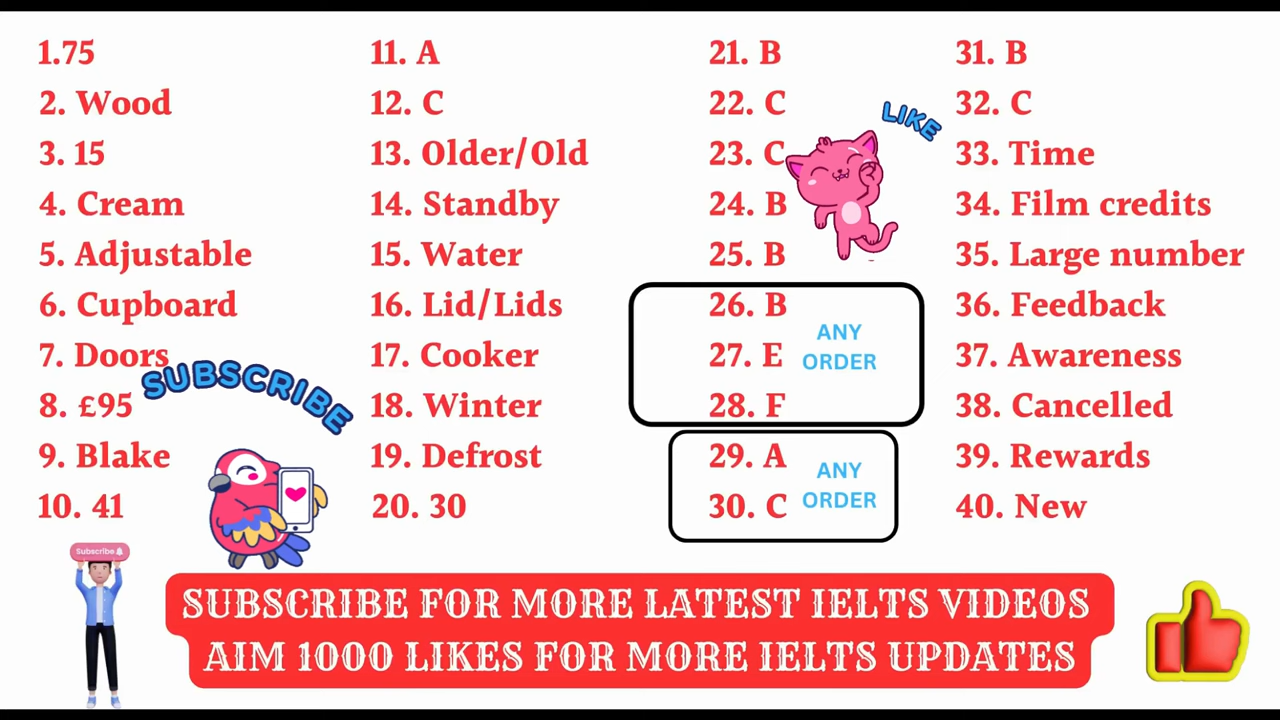 1.75
2. Wood
3. 15
4. Cream
5. Adjustable
6. Cupboard
7. Doors
8. £95
9. Blake
10. 41
SUBSCRIBE
Subscribe
11. A
12. C
13. Older/Old
14. Standby
15. Water
16. Lid/Lids
17. Cooker
18. Winter
19. Defrost
20. 30
21. B
22. C
23. C
24. B
25. B
26. B
27. E
28. F
ANY
ORDER
29. A
30. C
ANY
ORDER
LIKE
31. B
32. C
33. Time
34. Film credits
35. Large number
36. Feedback
37. Awareness
38. Cancelled
39. Rewards
40. New
SUBSCRIBE FOR MORE LATEST IELTS VIDEOS
AIM 1000 LIKES FOR MORE IELTS UPDATES